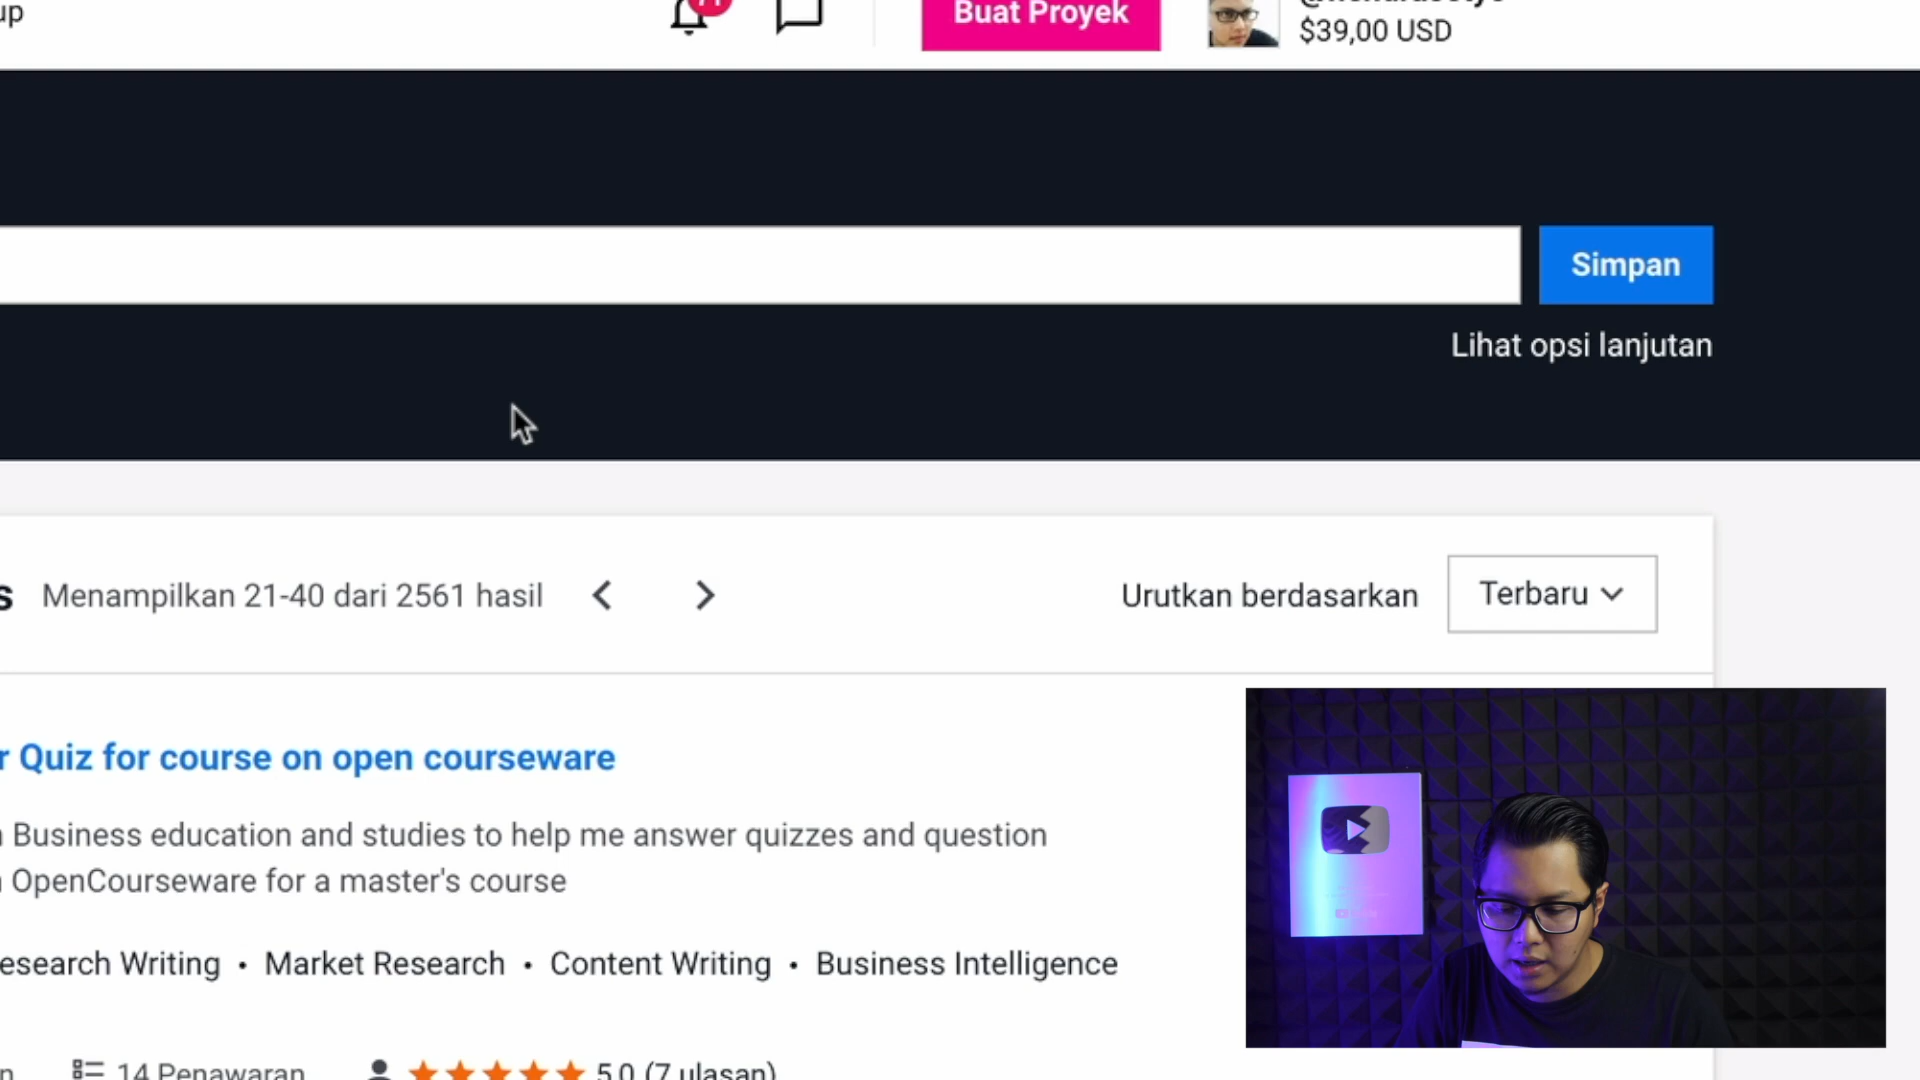 up
Buat Proyek
$39,00 USD
Simpan
Lihat opsi lanjutan
s Menampilkan 21-40 dari 2561 hasil
Urutkan berdasarkan Terbaru
r Quiz for course on open courseware
Business education and studies to help me answer quizzes and question
OpenCourseware for a master's course
esearch Writing • Market Research • Content Writing • Business Intelligence
14 Penawaran 5.0 (7 ulasan)